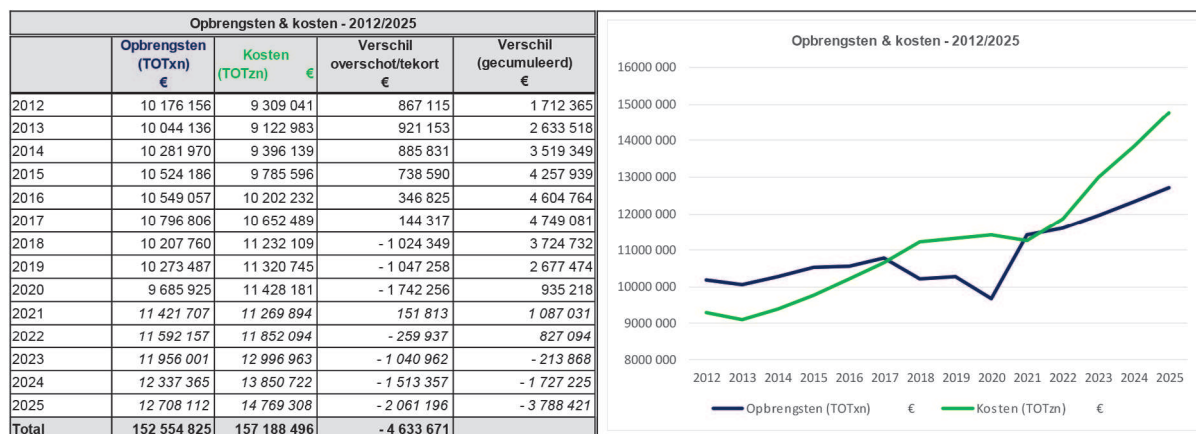 Opbrengsten & kosten - 2012/2025
Opbrengsten (TOTxn) € Kosten (TOTzn) € Verschil overschot/tekort € Verschil (gecumuleerd) €
2012 10 176 156 9 309 041 867 115 1 712 365
2013 10 044 136 9 122 983 921 153 2 633 518
2014 10 281 970 9 396 139 885 831 3 519 349
2015 10 524 186 9 785 596 738 590 4 257 939
2016 10 549 057 10 202 232 346 825 4 604 764
2017 10 796 806 10 652 489 144 317 4 749 081
2018 10 207 760 11 232 109 - 1 024 349 3 724 732
2019 10 273 487 11 320 745 - 1 047 258 2 677 474
2020 9 685 925 11 428 181 - 1 742 256 935 218
2021 11 421 707 11 269 894 151 813 1 087 031
2022 11 592 157 11 852 094 - 259 937 827 094
2023 11 956 001 12 996 963 - 1 040 962 - 213 868
2024 12 337 365 13 850 722 - 1 513 357 - 1 727 225
2025 12 708 112 14 769 308 - 2 061 196 - 3 788 421
Total 152 554 825 157 188 496 - 4 633 671
Opbrengsten & kosten - 2012/2025
16000 000
15000 000
14000 000
13000 000
12000 000
11000 000
10000 000
9000 000
8000 000
2012 2013 2014 2015 2016 2017 2018 2019 2020 2021 2022 2023 2024 2025
Opbrengsten (TOTxn) € Kosten (TOTzn) €